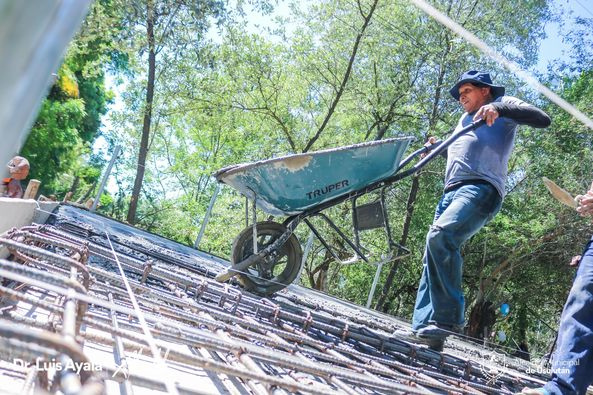 TRUPER
Dr. Luis Ayala
Municipal
de Usulután